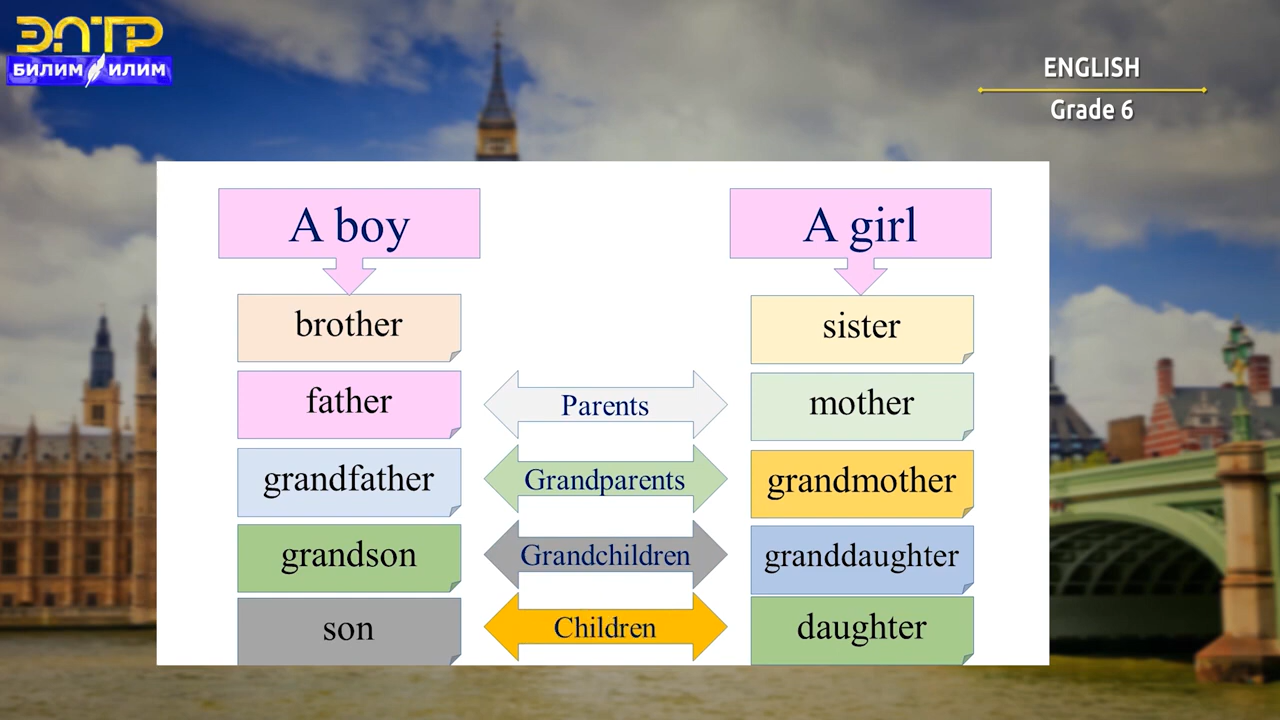 ЭЛТР
БИЛИМ ИЛИМ
ENGLISH
Grade 6
A boy
A girl
brother
sister
father
Parents
mother
grandfather
Grandparents
grandmother
grandson
Grandchildren
granddaughter
son
Children
daughter